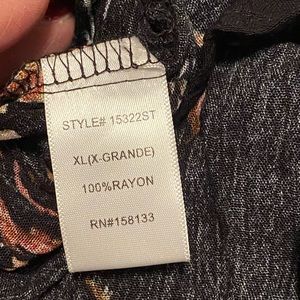 STYLE# 15322ST
XL(X-GRANDE)
100%RAYON
RN#158133